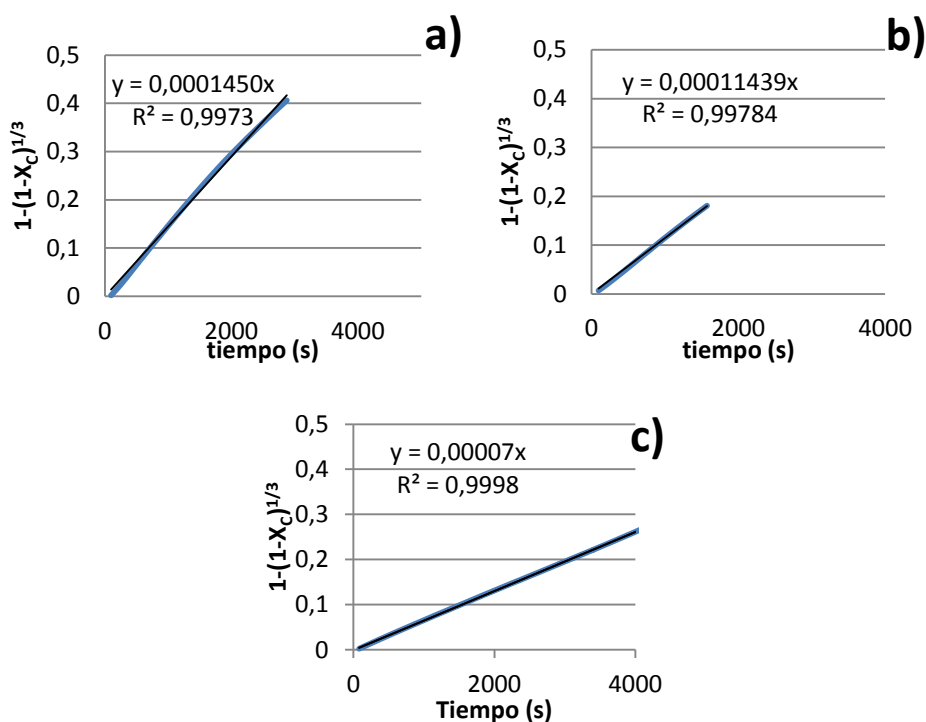 a)
0,5
0,4
0,3
0,2
0,1
0
1-(1-X_C)^1/3
y = 0,0001450x
R² = 0,9973
0
2000
4000
tiempo (s)
b)
0,5
0,4
0,3
0,2
0,1
0
1-(1-X_C)^1/3
y = 0,00011439x
R² = 0,99784
0
2000
4000
tiempo (s)
c)
0,5
0,4
0,3
0,2
0,1
0
1-(1-X_C)^1/3
y = 0,00007x
R² = 0,9998
0
2000
4000
Tiempo (s)